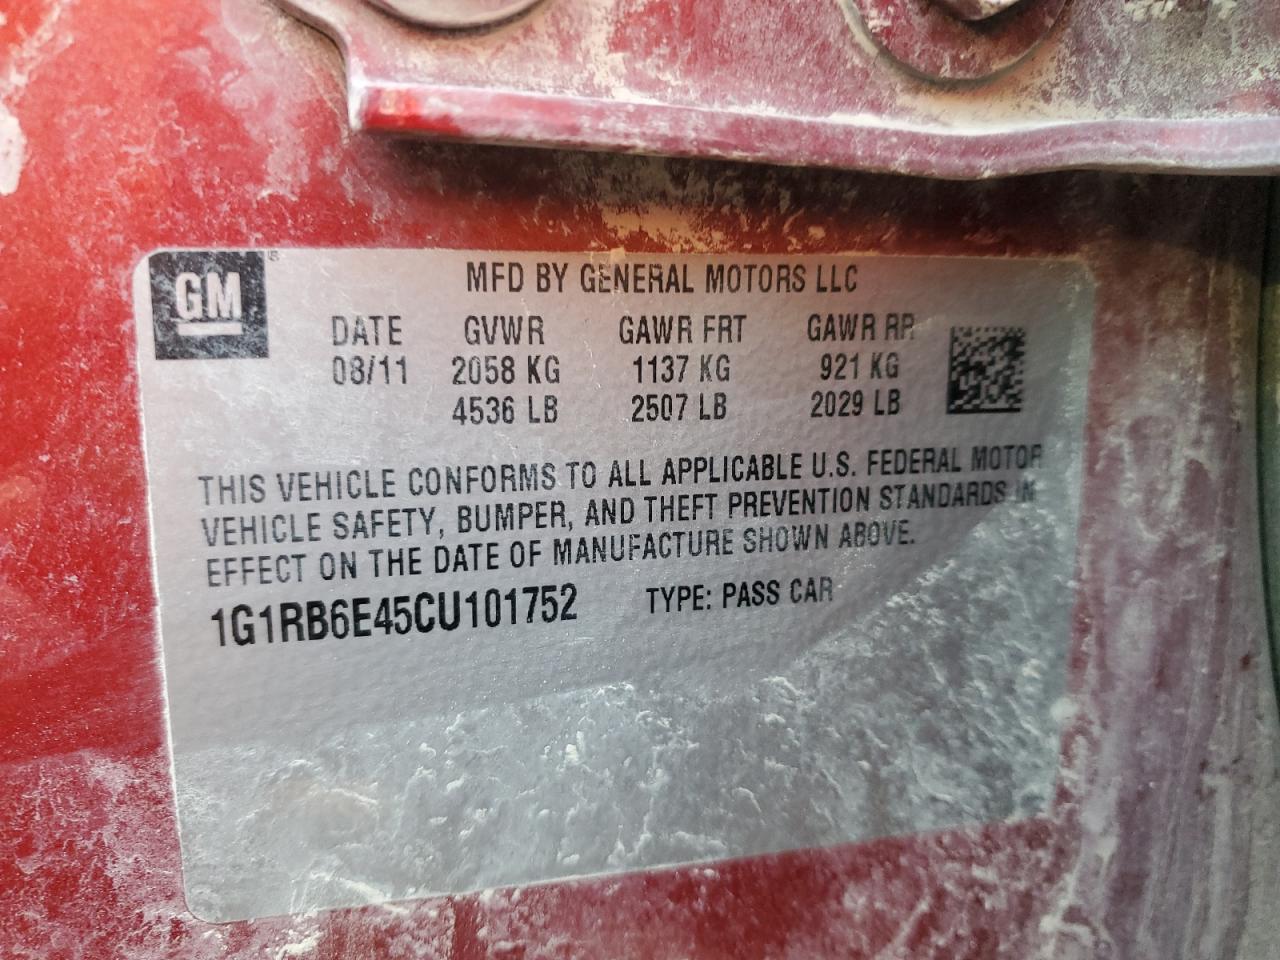 GM
MFD BY GENERAL MOTORS LLC
DATE GVWR GAWR FRT GAWR RR
08/11 2058 KG 1137 KG 921 KG
4536 LB 2507 LB 2029 LB
THIS VEHICLE CONFORMS TO ALL APPLICABLE U.S. FEDERAL MOTOR
VEHICLE SAFETY, BUMPER, AND THEFT PREVENTION STANDARDS IN
EFFECT ON THE DATE OF MANUFACTURE SHOWN ABOVE.
1G1RB6E45CU101752 TYPE: PASS CAR